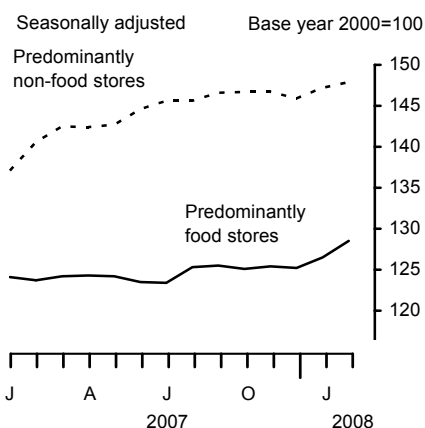 Seasonally adjusted Base year 2000=100
Predominantly
non-food stores
150
145
140
135
Predominantly
food stores
130
125
120
J A J O J
2007 2008